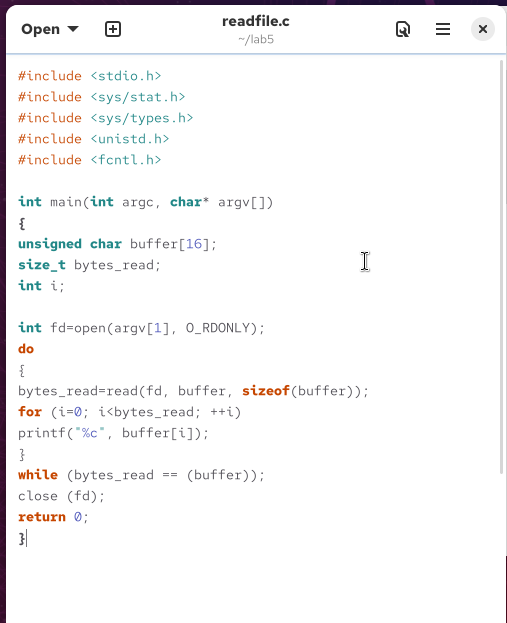 Open
readfile.c
~/lab5
#include <stdio.h>
#include <sys/stat.h>
#include <sys/types.h>
#include <unistd.h>
#include <fcntl.h>
int main(int argc, char* argv[])
{
unsigned char buffer[16];
size_t bytes_read;
int i;
int fd=open(argv[1], O_RDONLY);
do
{
bytes_read=read(fd, buffer, sizeof(buffer));
for (i=0; i<bytes_read; ++i)
printf("%c", buffer[i]);
}
while (bytes_read == (buffer));
close (fd);
return 0;
}